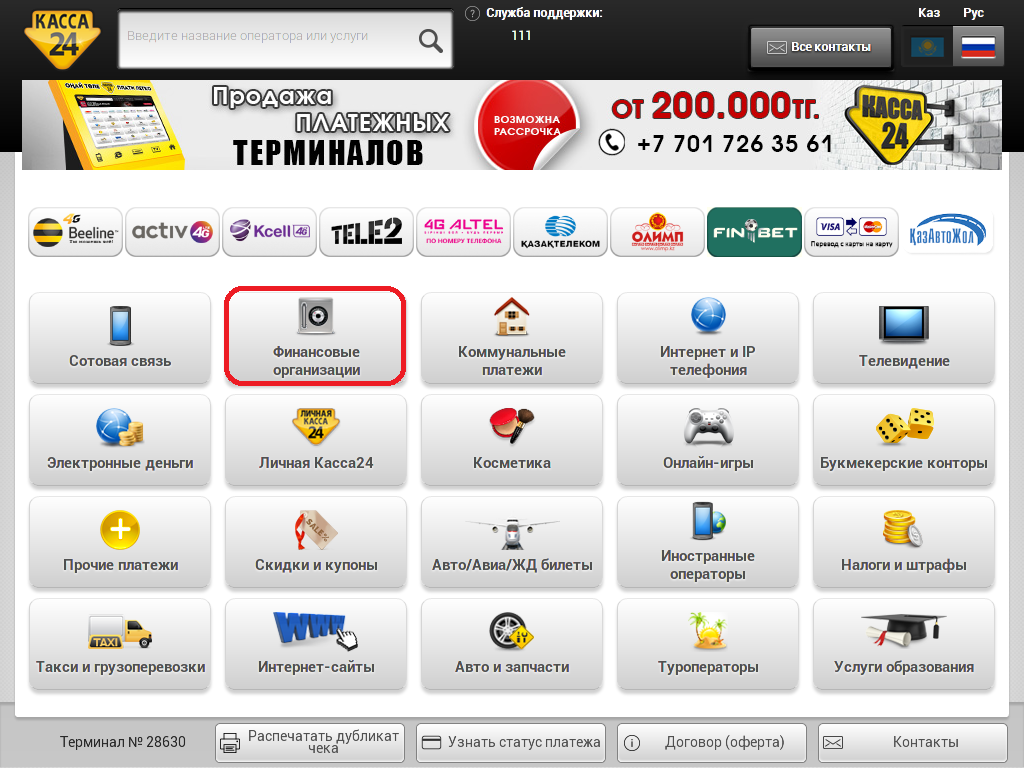 КАССА
24
Введите название оператора или услуги
? Служба поддержки:
111
Все контакты
Каз Рус
Продажа
ПЛАТЕЖНЫХ
ТЕРМИНАЛОВ
ВОЗМОЖНА
РАССРОЧКА
ОТ 200.000тг.
+7 701 726 35 61
КАССА
24
4G
Beeline™
activ 4G
Kcell 4G
TELE2
4G ALTEL
ПО НОМЕРУ ТЕЛЕФОНА
ҚАЗАҚТЕЛЕКОМ
ОЛИМП
www.olimp.kz
FINBET
VISA MasterCard
Перевод с карты на карту
ҚазАвтоЖол
Сотовая связь
Финансовые
организации
Коммунальные
платежи
Интернет и IP
телефония
Телевидение
Электронные деньги
ЛИЧНАЯ
КАССА
24
Личная Касса24
Косметика
Онлайн-игры
Букмекерские конторы
Прочие платежи
SALE%
Скидки и купоны
Авто/Авиа/ЖД билеты
Иностранные
операторы
Налоги и штрафы
TAXI
Такси и грузоперевозки
WWW
Интернет-сайты
Авто и запчасти
Туроператоры
Услуги образования
Терминал № 28630
Распечатать дубликат
чека
Узнать статус платежа
Договор (оферта)
Контакты